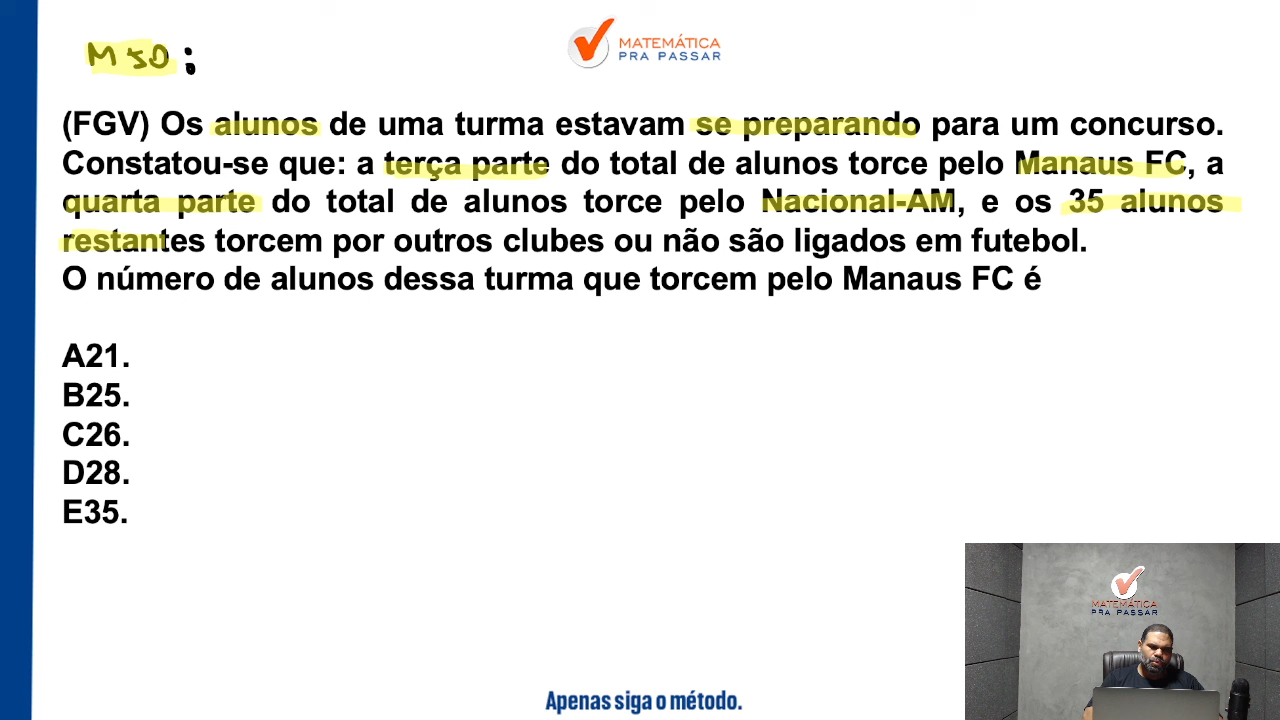 M50:
MATEMÁTICA
PRA PASSAR
(FGV) Os alunos de uma turma estavam se preparando para um concurso.
Constatou-se que: a terça parte do total de alunos torce pelo Manaus FC, a
quarta parte do total de alunos torce pelo Nacional-AM, e os 35 alunos
restantes torcem por outros clubes ou não são ligados em futebol.
O número de alunos dessa turma que torcem pelo Manaus FC é
A21.
B25.
C26.
D28.
E35.
MATEMÁTICA
PRA PASSAR
Apenas siga o método.